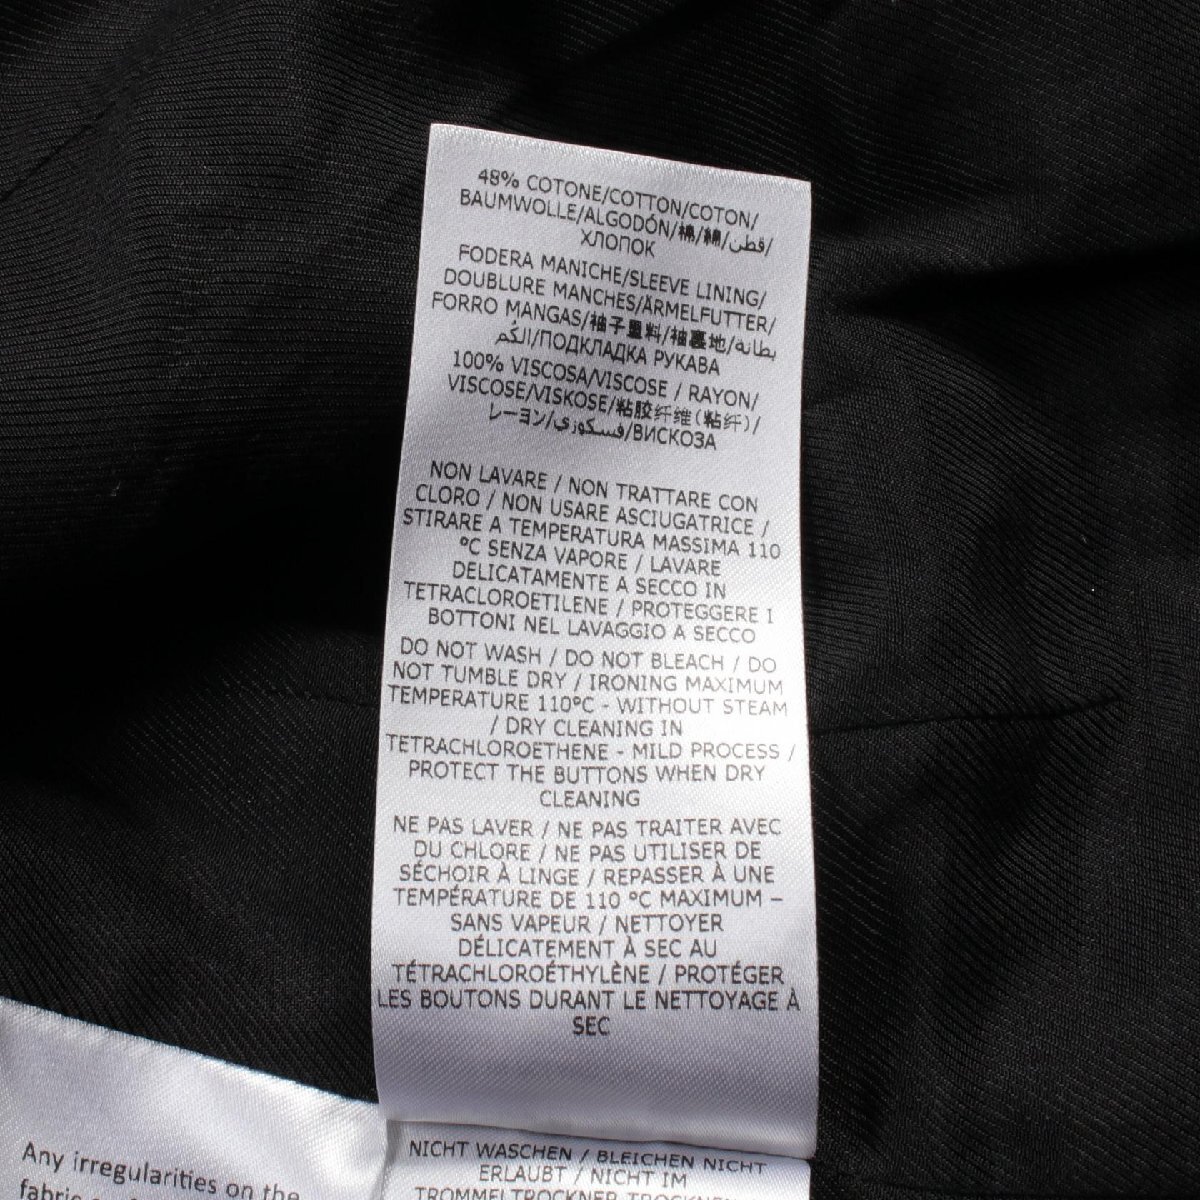 48% COTONE/COTTON/COTON/
BAUMWOLLE/ALGODÓN/棉/綿/قطن/
ХЛОПОК
FODERA MANICHE/SLEEVE LINING/
DOUBLURE MANCHES/ÄRMELFUTTER/
FORRO MANGAS/袖子里料/袖裏地/بطانة
الكُم/ПОДКЛАДКА РУКАВА
100% VISCOSA/VISCOSE / RAYON/
VISCOSE/VISKOSE/粘胶纤维(粘纤)/
レーヨン/فسكوزي/ВИСКОЗА
NON LAVARE / NON TRATTARE CON
CLORO / NON USARE ASCIUGATRICE /
STIRARE A TEMPERATURA MASSIMA 110
°C SENZA VAPORE / LAVARE
DELICATAMENTE A SECCO IN
TETRACLOROETILENE / PROTEGGERE I
BOTTONI NEL LAVAGGIO A SECCO
DO NOT WASH / DO NOT BLEACH / DO
NOT TUMBLE DRY / IRONING MAXIMUM
TEMPERATURE 110°C - WITHOUT STEAM
/ DRY CLEANING IN
TETRACHLOROETHENE - MILD PROCESS /
PROTECT THE BUTTONS WHEN DRY
CLEANING
NE PAS LAVER / NE PAS TRAITER AVEC
DU CHLORE / NE PAS UTILISER DE
SÉCHOIR À LINGE / REPASSER À UNE
TEMPÉRATURE DE 110 °C MAXIMUM –
SANS VAPEUR / NETTOYER
DÉLICATEMENT À SEC AU
TÉTRACHLOROÉTHYLÈNE / PROTÉGER
LES BOUTONS DURANT LE NETTOYAGE À
SEC
NICHT WASCHEN / BLEICHEN NICHT
ERLAUBT / NICHT IM
TROMMELTROCKNER TROCKNEN
Any irregularities on the
fabric